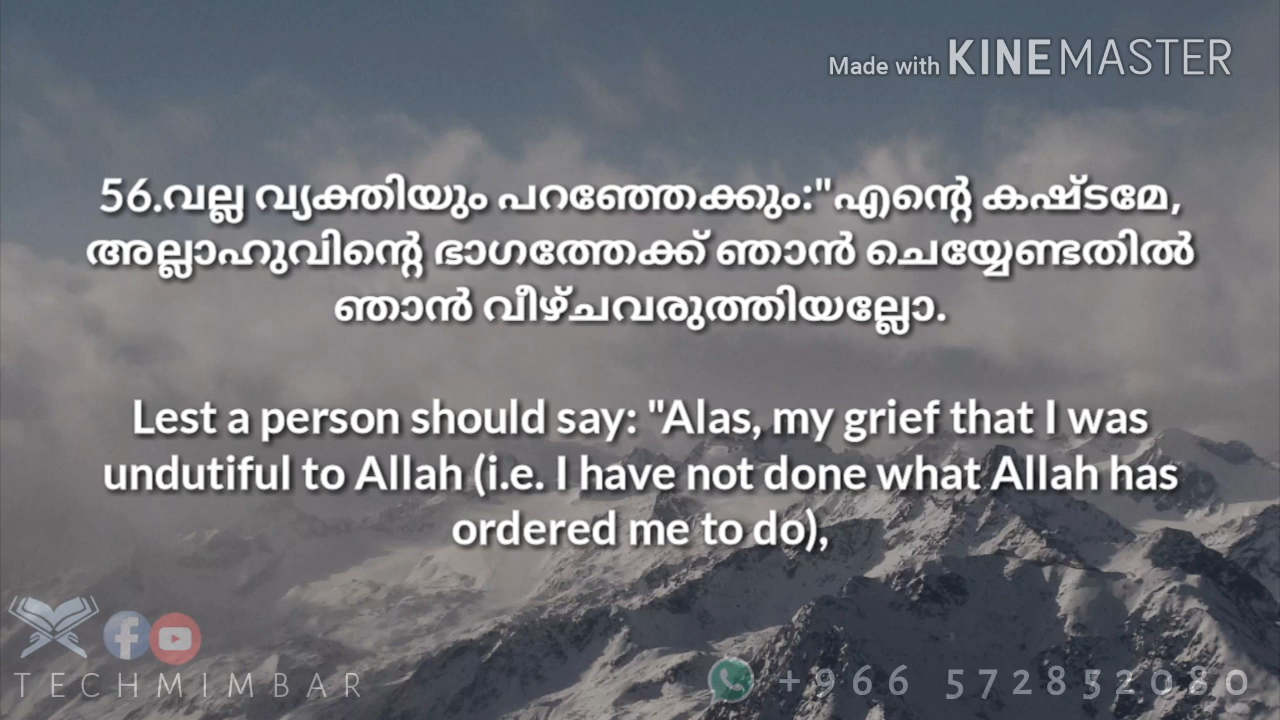 Made with KINEMASTER
56.വല്ല വ്യക്തിയും പറഞ്ഞേക്കും:"എന്റെ കഷ്ടമേ,
അല്ലാഹുവിന്റെ ഭാഗത്തേക്ക് ഞാൻ ചെയ്യേണ്ടതിൽ
ഞാൻ വീഴ്ചവരുത്തിയല്ലോ.
Lest a person should say: "Alas, my grief that I was
undutiful to Allah (i.e. I have not done what Allah has
ordered me to do),
TECHMIMBAR
+966 572852080